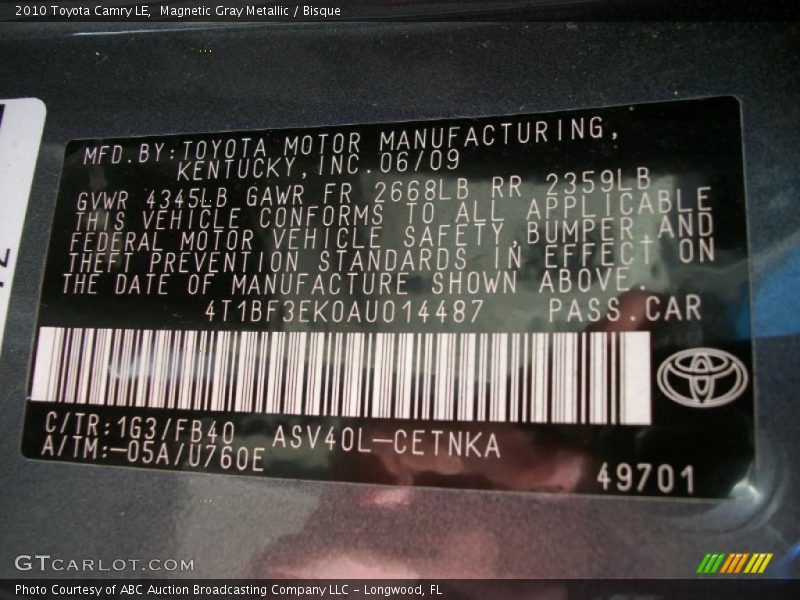 2010 Toyota Camry LE, Magnetic Gray Metallic / Bisque
MFD.BY:TOYOTA MOTOR MANUFACTURING,
KENTUCKY,INC.06/09
GVWR 4345LB GAWR FR 2668LB RR 2359LB
THIS VEHICLE CONFORMS TO ALL APPLICABLE
FEDERAL MOTOR VEHICLE SAFETY,BUMPER AND
THEFT PREVENTION STANDARDS IN EFFECT ON
THE DATE OF MANUFACTURE SHOWN ABOVE.
4T1BF3EK0AU014487 PASS.CAR
C/TR:1G3/FB40 ASV40L-CETNKA
A/TM:-05A/U760E
49701
GTCARLOT.COM
Photo Courtesy of ABC Auction Broadcasting Company LLC - Longwood, FL